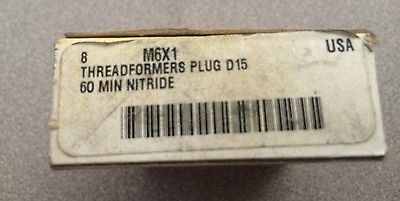 8 M6X1 USA
THREADFORMERS PLUG D15
60 MIN NITRIDE